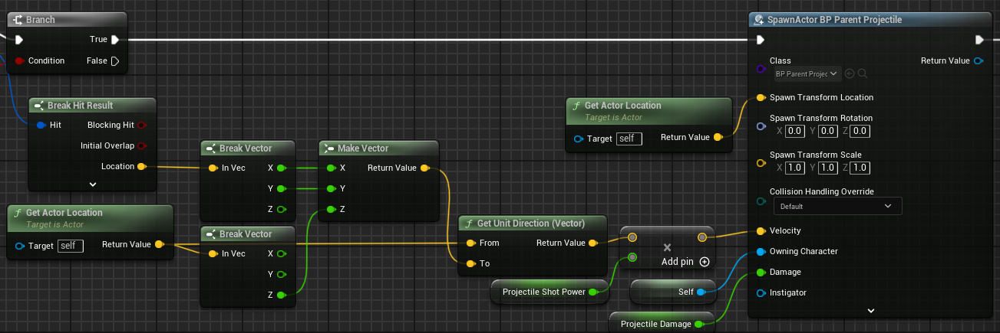 Branch
True
Condition
False
Break Hit Result
Hit
Blocking Hit
Initial Overlap
Location
Get Actor Location
Target is Actor
Target self
Return Value
Break Vector
In Vec
X
Y
Z
Break Vector
In Vec
X
Y
Z
Make Vector
X
Return Value
Y
Z
Get Unit Direction (Vector)
From
Return Value
To
Projectile Shot Power
Add pin
Self
Projectile Damage
Get Actor Location
Target is Actor
Target self
Return Value
SpawnActor BP Parent Projectile
Class
Return Value
BP Parent Projec
Spawn Transform Location
Spawn Transform Rotation
X 0.0 Y 0.0 Z 0.0
Spawn Transform Scale
X 1.0 Y 1.0 Z 1.0
Collision Handling Override
Default
Velocity
Owning Character
Damage
Instigator